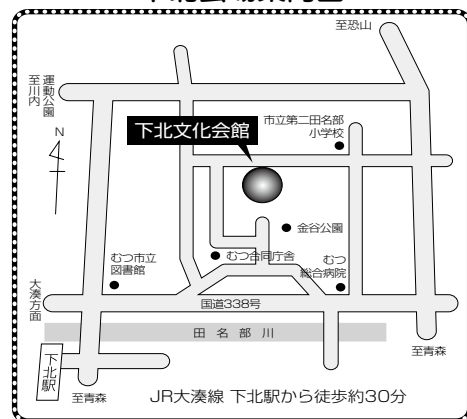 至恐山
運動公園
至川内
N
市立第二田名部
小学校
下北文化会館
金谷公園
むつ市立
図書館
むつ合同庁舎
むつ
総合病院
大湊方面
国道338号
田名部川
下北駅
至青森
至青森
JR大湊線 下北駅から徒歩約30分